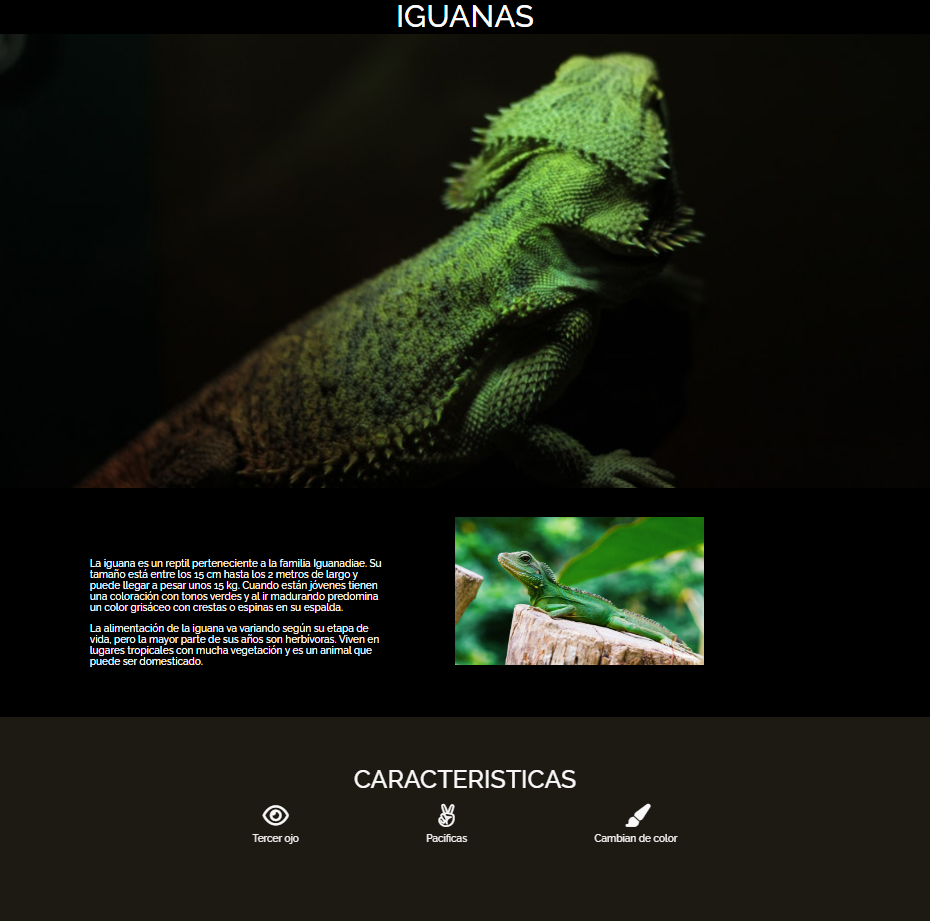 IGUANAS
La iguana es un reptil perteneciente a la familia Iguanadiae. Su
tamaño está entre los 15 cm hasta los 2 metros de largo y
puede llegar a pesar unos 15 kg. Cuando están jóvenes tienen
una coloración con tonos verdes y al ir madurando predomina
un color grisáceo con crestas o espinas en su espalda.
La alimentación de la iguana va variando según su etapa de
vida, pero la mayor parte de sus años son herbívoras. Viven en
lugares tropicales con mucha vegetación y es un animal que
puede ser domesticado.
CARACTERISTICAS
Tercer ojo
Pacificas
Cambian de color